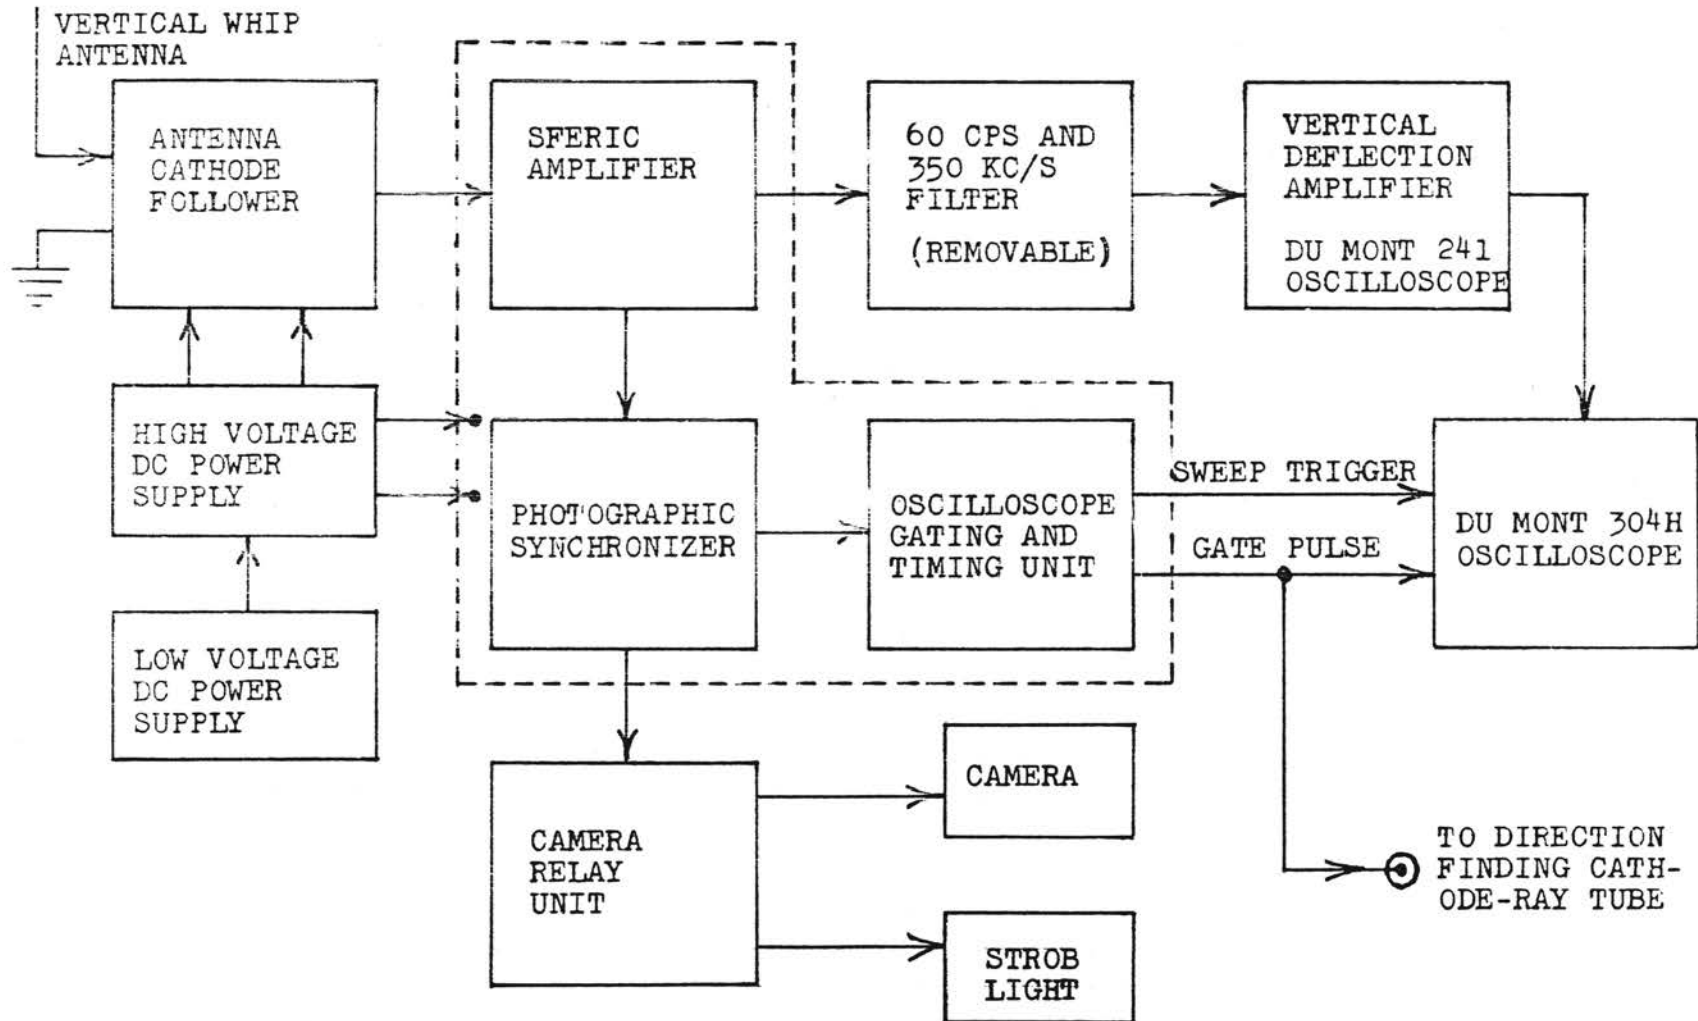 VERTICAL WHIP
ANTENNA
ANTENNA
CATHODE
FOLLOWER
SFERIC
AMPLIFIER
60 CPS AND
350 KC/S
FILTER
(REMOVABLE)
VERTICAL
DEFLECTION
AMPLIFIER
DU MONT 241
OSCILLOSCOPE
HIGH VOLTAGE
DC POWER
SUPPLY
PHOTOGRAPHIC
SYNCHRONIZER
OSCILLOSCOPE
GATING AND
TIMING UNIT
SWEEP TRIGGER
GATE PULSE
DU MONT 304H
OSCILLOSCOPE
LOW VOLTAGE
DC POWER
SUPPLY
CAMERA
RELAY
UNIT
CAMERA
STROB
LIGHT
TO DIRECTION
FINDING CATH-
ODE-RAY TUBE